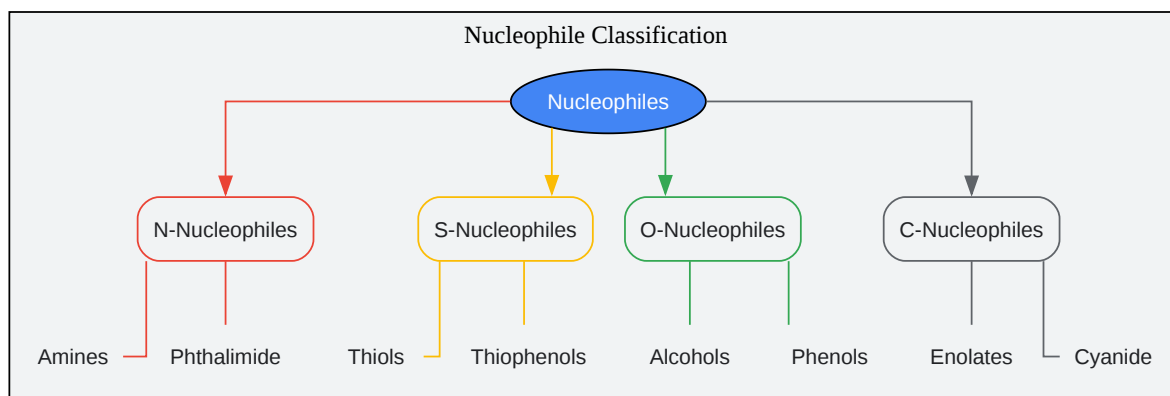 Nucleophile Classification
Nucleophiles
N-Nucleophiles
S-Nucleophiles
O-Nucleophiles
C-Nucleophiles
Amines
Phthalimide
Thiols
Thiophenols
Alcohols
Phenols
Enolates
Cyanide